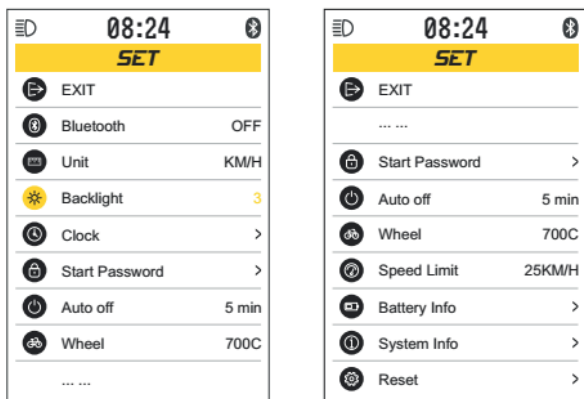 08:24
SET
EXIT
Bluetooth OFF
Unit KM/H
Backlight 3
Clock >
Start Password >
Auto off 5 min
Wheel 700C
... ...
08:24
SET
EXIT
... ...
Start Password >
Auto off 5 min
Wheel 700C
Speed Limit 25KM/H
Battery Info >
System Info >
Reset >